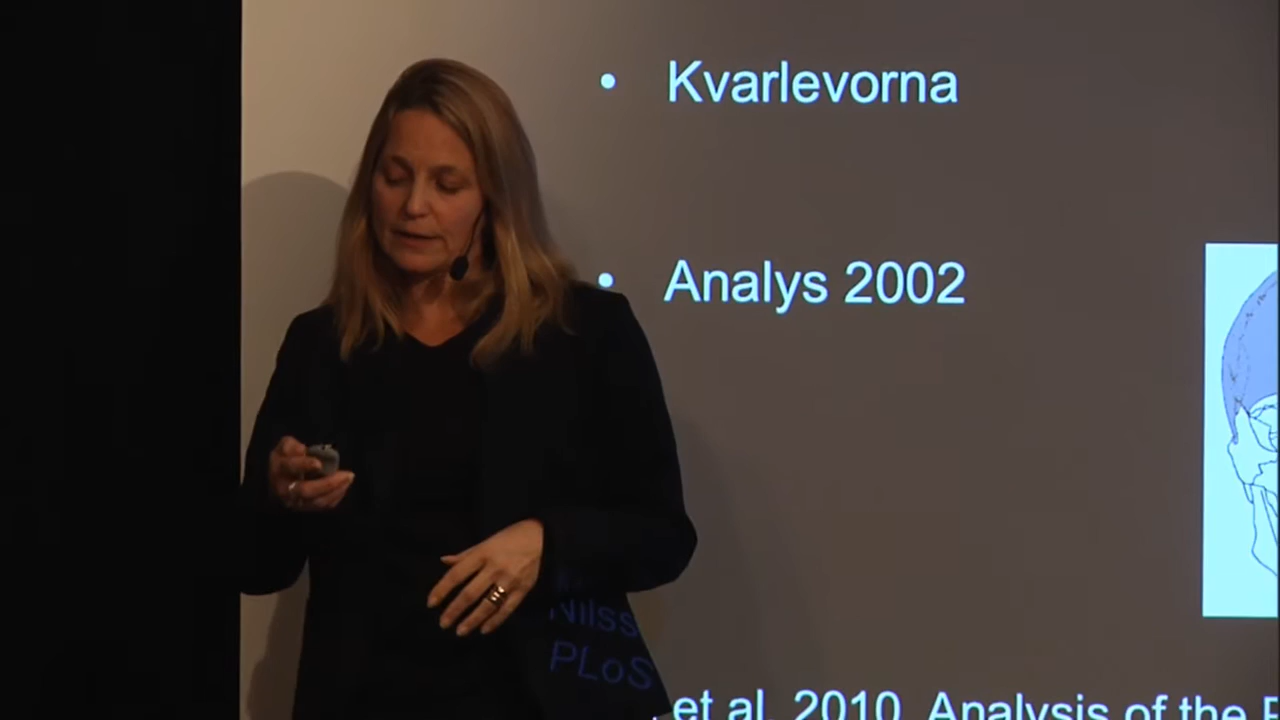 • Kvarlevorna
• Analys 2002
Nilss
PLoS
et al. 2010. Analysis of the